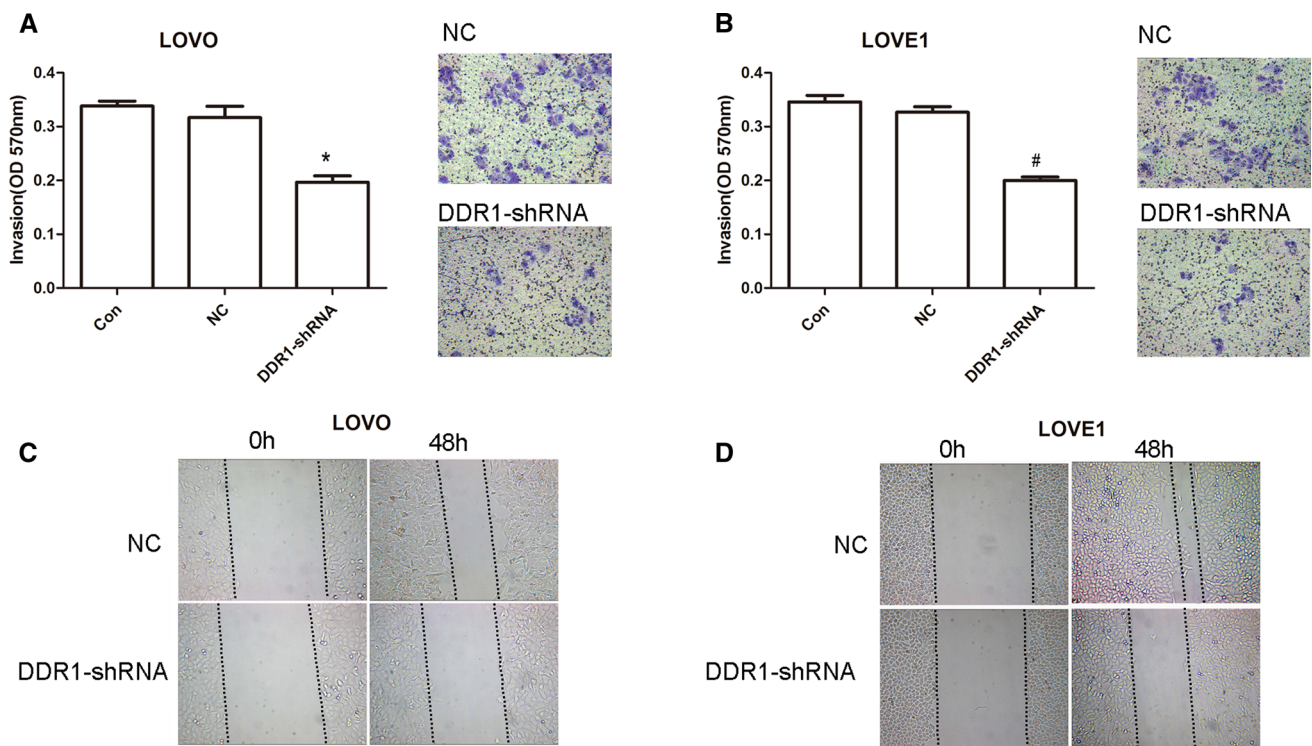 A
LOVO
Invasion(OD 570nm)
0.4
0.3
0.2
0.1
0.0
*
Con
NC
DDR1-shRNA
NC
DDR1-shRNA
B
LOVE1
Invasion(OD 570nm)
0.4
0.3
0.2
0.1
0.0
#
Con
NC
DDR1-shRNA
NC
DDR1-shRNA
C
LOVO
0h 48h
NC
DDR1-shRNA
D
LOVE1
0h 48h
NC
DDR1-shRNA